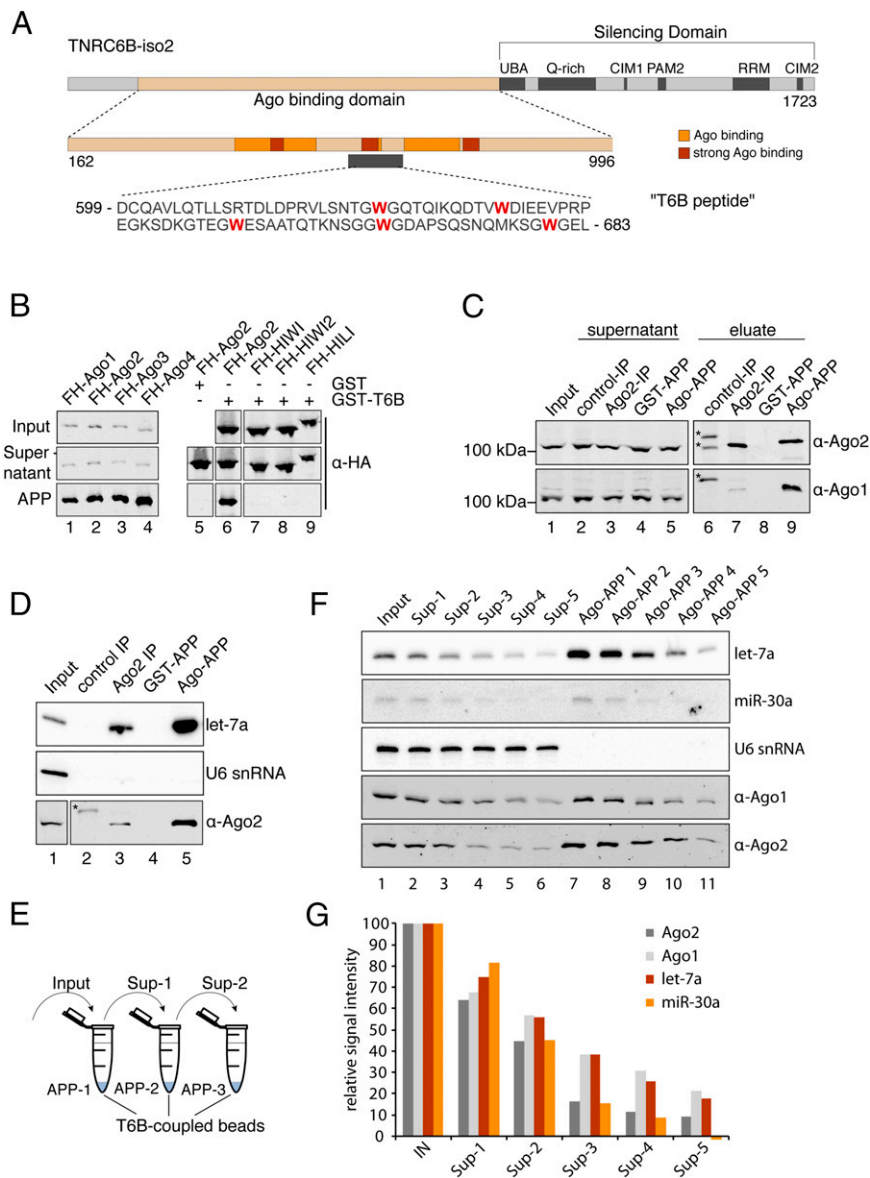 A
TNRC6B-iso2
Silencing Domain
UBA Q-rich CIM1 PAM2 RRM CIM2
Ago binding domain
1723
Ago binding
strong Ago binding
162
996
599 - DCQAVLQTLLSRTDLDPRVLSNTGWGQTQIKQDTVWDIEEVPRP
EGKSDKGTEGWESAATQTKNSGGWGDAPSQSNQMKSGWGEL - 683
"T6B peptide"
B
FH-Ago1
FH-Ago2
FH-Ago3
FH-Ago4
FH-Ago2
FH-Ago2
FH-HIWI
FH-HIWI2
FH-HILI
+ - - - - GST
- + + + + GST-T6B
Input
Super
natant
APP
α-HA
1 2 3 4 5 6 7 8 9
C
supernatant
eluate
Input
control-IP
Ago2-IP
GST-APP
Ago-APP
control-IP
Ago2-IP
GST-APP
Ago-APP
100 kDa
*
*
α-Ago2
100 kDa
*
α-Ago1
1 2 3 4 5 6 7 8 9
D
Input
control IP
Ago2 IP
GST-APP
Ago-APP
let-7a
U6 snRNA
*
α-Ago2
1 2 3 4 5
F
Input
Sup-1
Sup-2
Sup-3
Sup-4
Sup-5
Ago-APP 1
Ago-APP 2
Ago-APP 3
Ago-APP 4
Ago-APP 5
let-7a
miR-30a
U6 snRNA
α-Ago1
α-Ago2
1 2 3 4 5 6 7 8 9 10 11
E
Input Sup-1 Sup-2
APP-1 APP-2 APP-3
T6B-coupled beads
G
relative signal intensity
100
90
80
70
60
50
40
30
20
10
0
Ago2
Ago1
let-7a
miR-30a
IN
Sup-1
Sup-2
Sup-3
Sup-4
Sup-5